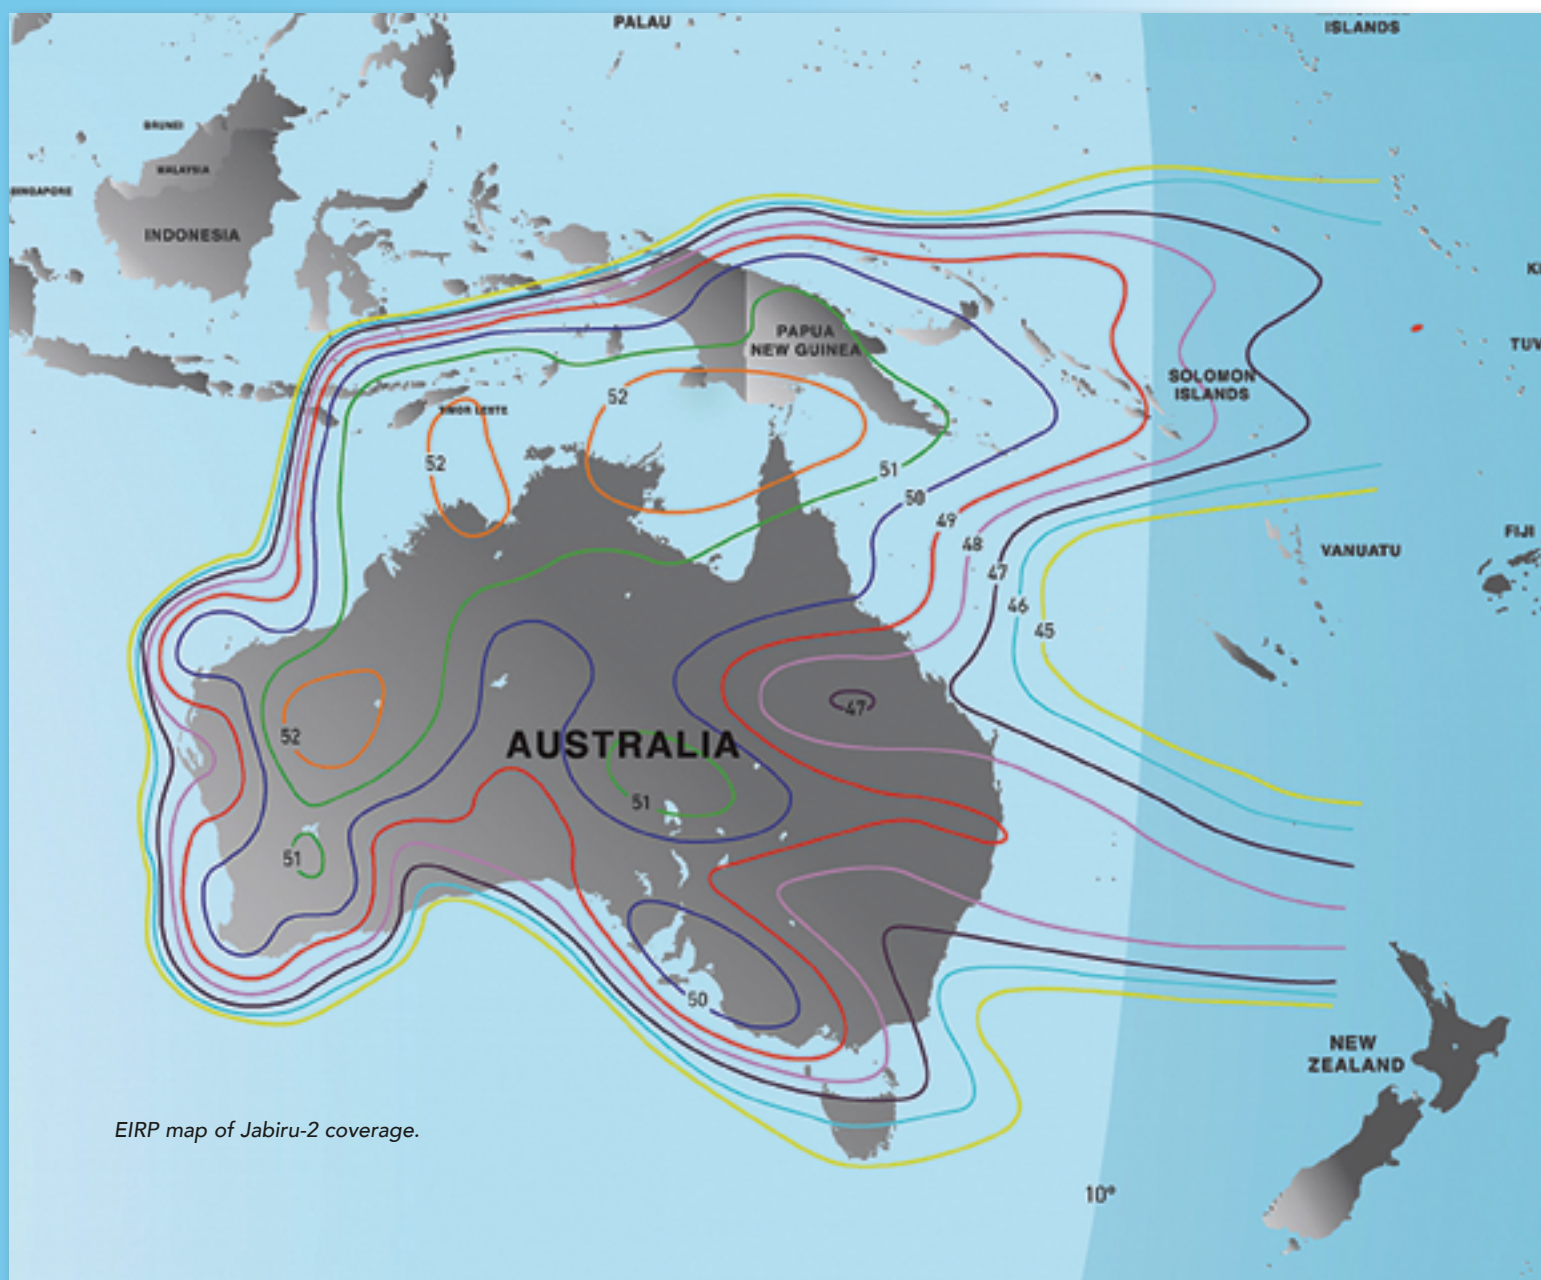 PALAU
ISLANDS
BRUNEI
MALAYSIA
SINGAPORE
INDONESIA
PAPUA
NEW GUINEA
SOLOMON
ISLANDS
TIMOR LESTE
52
52
51
50
49
48
47
46
45
VANUATU
FIJI
52
47
AUSTRALIA
51
51
50
NEW
ZEALAND
EIRP map of Jabiru-2 coverage.
10°